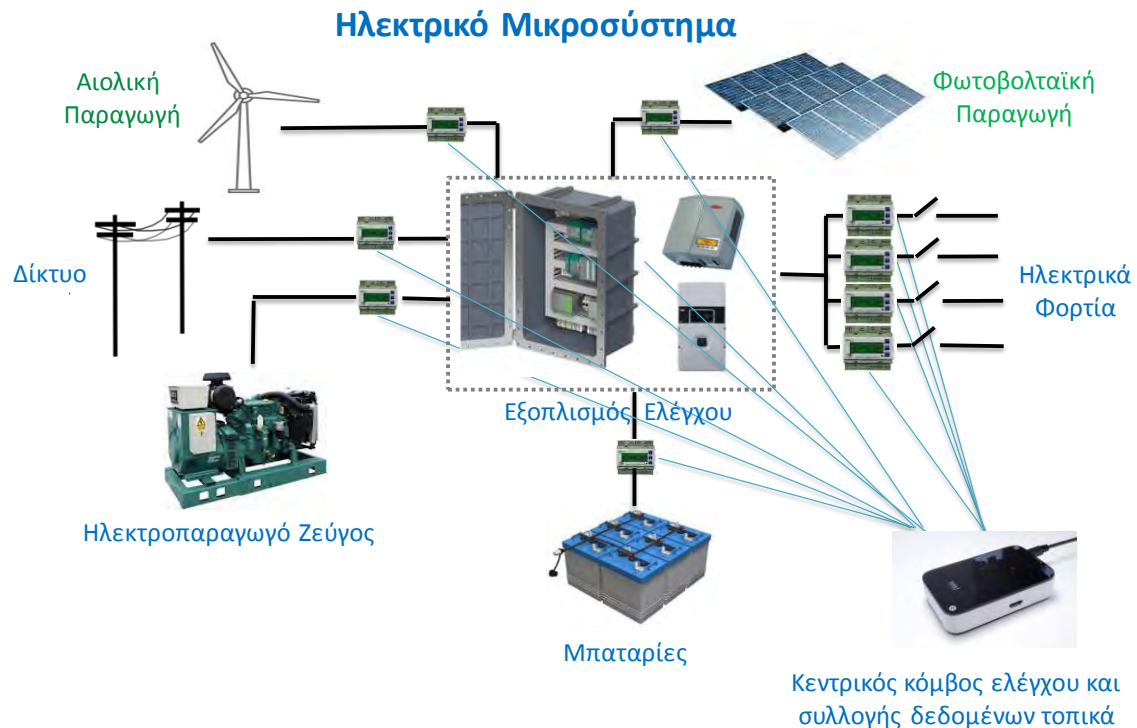 Ηλεκτρικό Μικροσύστημα
Αιολική
Παραγωγή
Φωτοβολταϊκή
Παραγωγή
Δίκτυο
Ηλεκτρικά
Φορτία
Εξοπλισμός Ελέγχου
Ηλεκτροπαραγωγό Ζεύγος
Μπαταρίες
Κεντρικός κόμβος ελέγχου και
συλλογής δεδομένων τοπικά